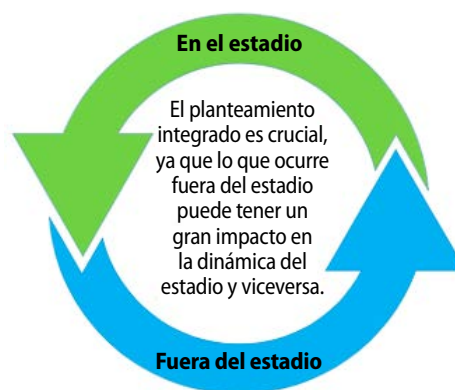 En el estadio
El planteamiento
integrado es crucial,
ya que lo que ocurre
fuera del estadio
puede tener un
gran impacto en
la dinámica del
estadio y viceversa.
Fuera del estadio